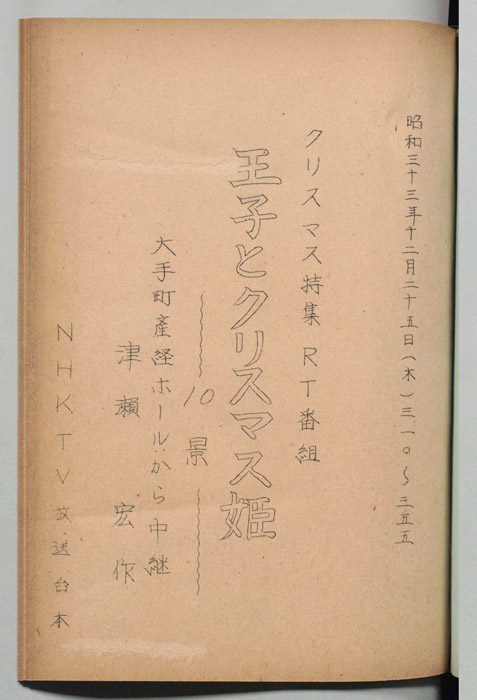 昭和三十三年十二月二十五日(木)三一〇〜三五五
クリスマス特集 RT番組
王子とクリスマス姫
10景
大手町産経ホールから中継
津瀬 宏作
NHKTV放送台本